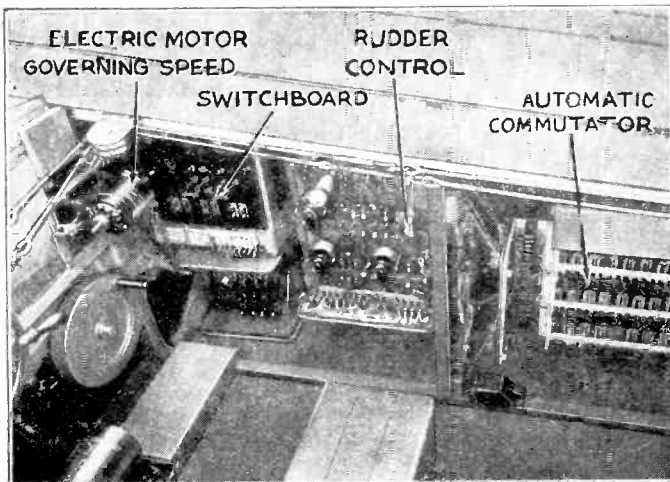 ELECTRIC MOTOR
GOVERNING SPEED
SWITCHBOARD
RUDDER
CONTROL
AUTOMATIC
COMMUTATOR